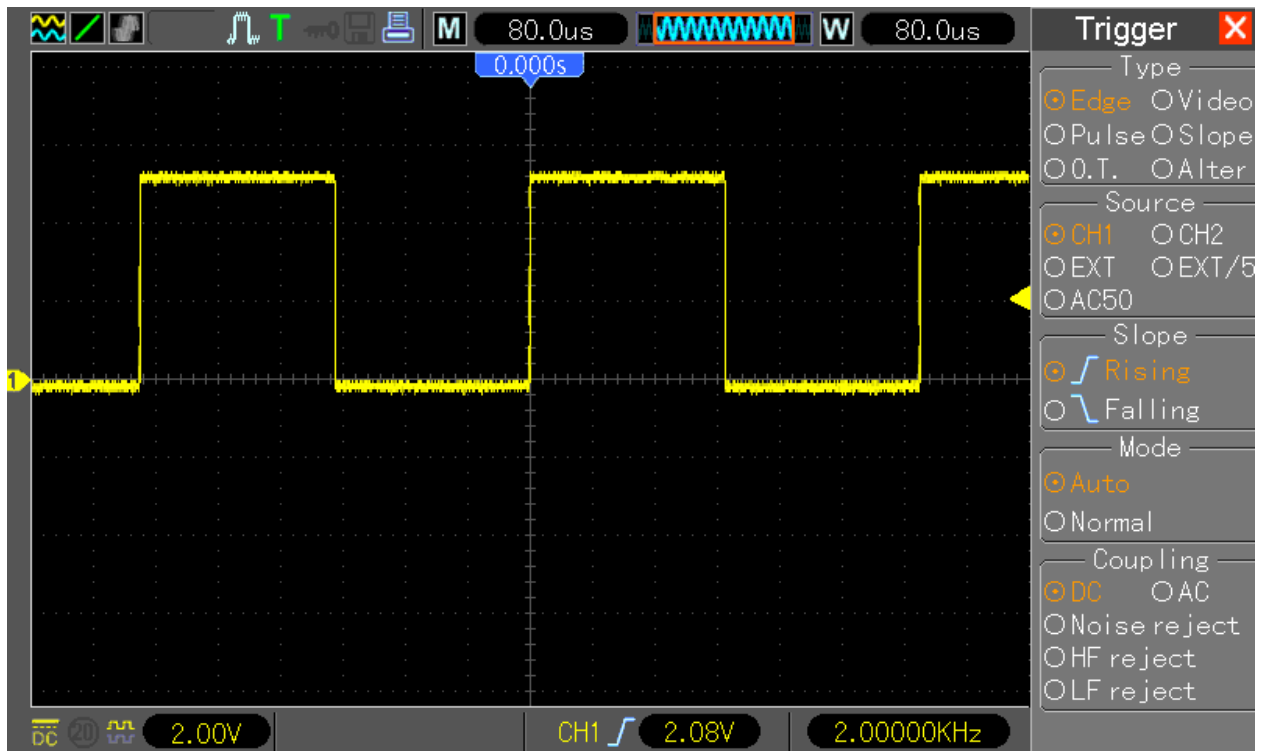 T M 80.0us W 80.0us
0.000s
1
DC 2D 2.00V CH1 2.08V 2.00000KHz
Trigger X
Type
Edge Video
Pulse Slope
O.T. Alter
Source
CH1 CH2
EXT EXT/5
AC50
Slope
Rising
Falling
Mode
Auto
Normal
Coupling
DC AC
Noise reject
HF reject
LF reject